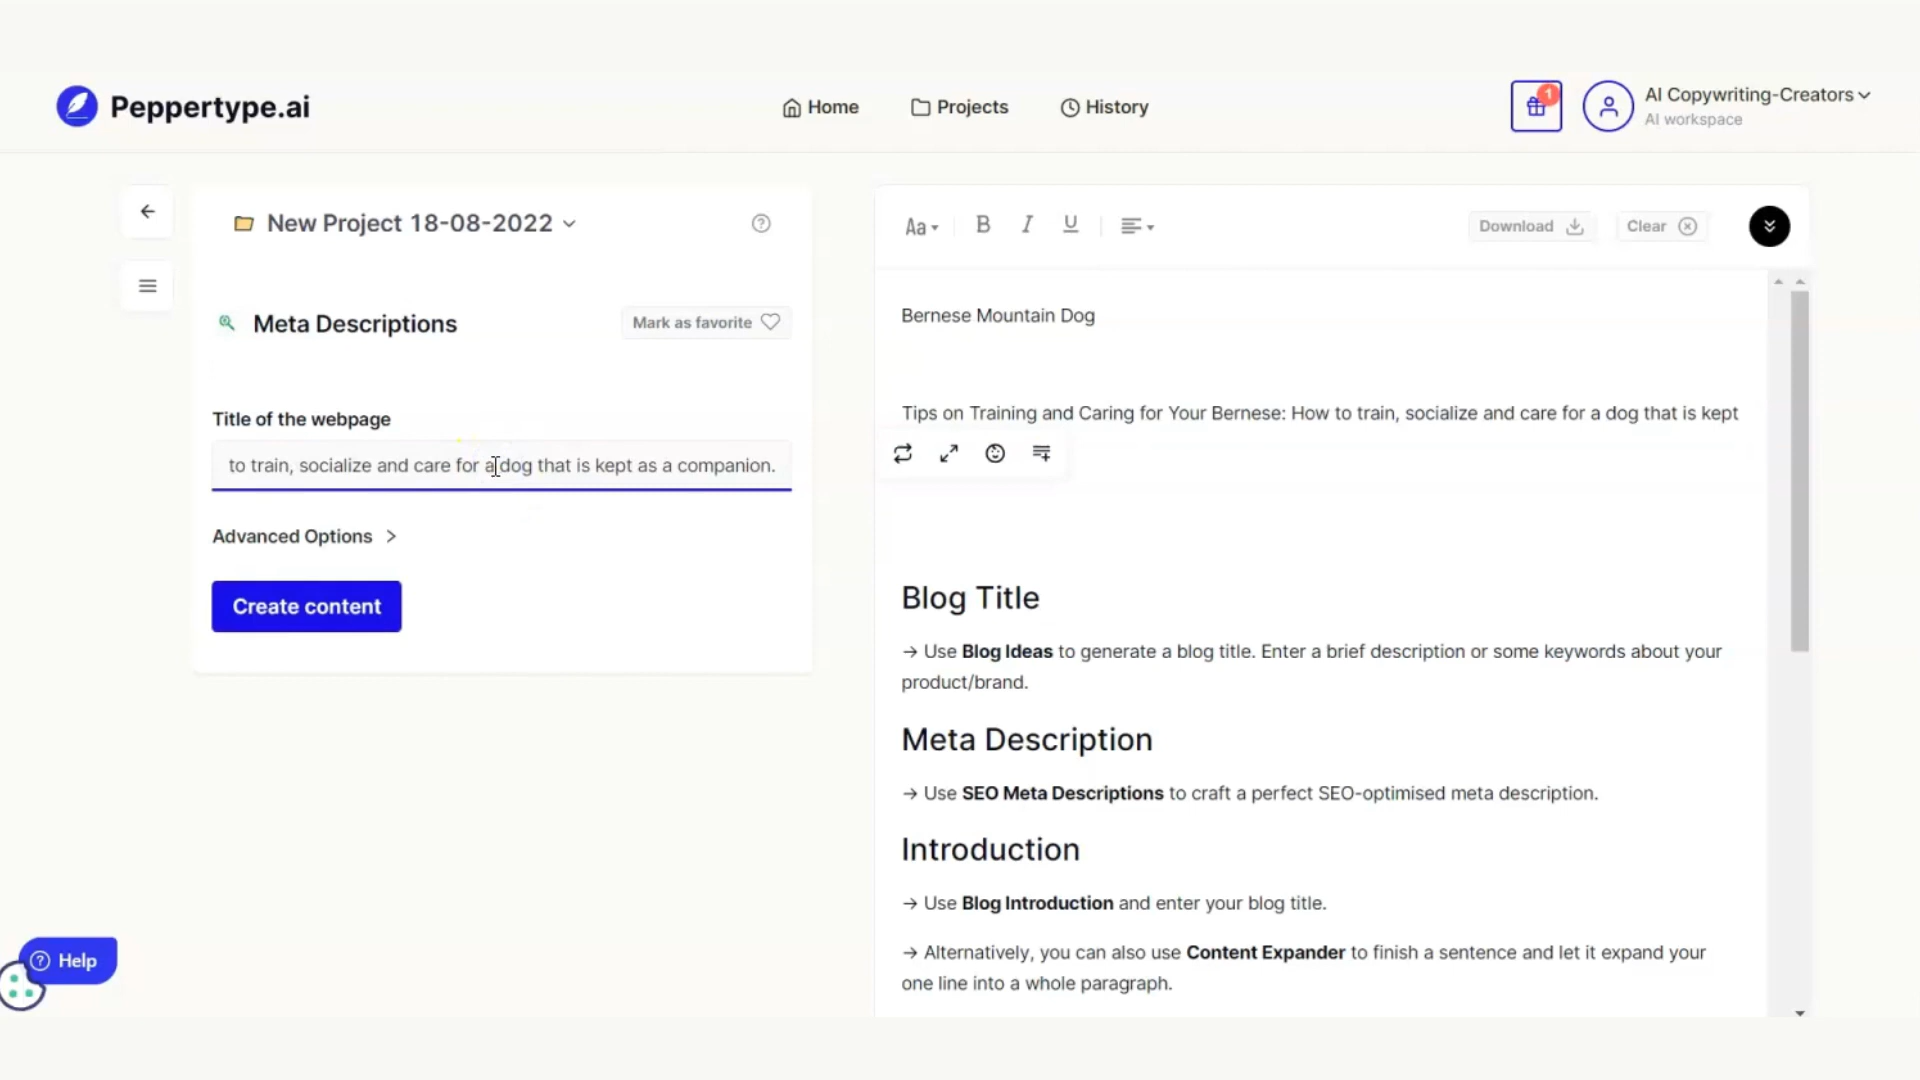 Peppertype.ai
Home
Projects
History
1
AI Copywriting-Creators
AI workspace
New Project 18-08-2022
Meta Descriptions
Mark as favorite
Title of the webpage
to train, socialize and care for a dog that is kept as a companion.
Advanced Options
Create content
Help
Aa
B I U
Download
Clear
Bernese Mountain Dog
Tips on Training and Caring for Your Bernese: How to train, socialize and care for a dog that is kept
Blog Title
→ Use Blog Ideas to generate a blog title. Enter a brief description or some keywords about your
product/brand.
Meta Description
→ Use SEO Meta Descriptions to craft a perfect SEO-optimised meta description.
Introduction
→ Use Blog Introduction and enter your blog title.
→ Alternatively, you can also use Content Expander to finish a sentence and let it expand your
one line into a whole paragraph.